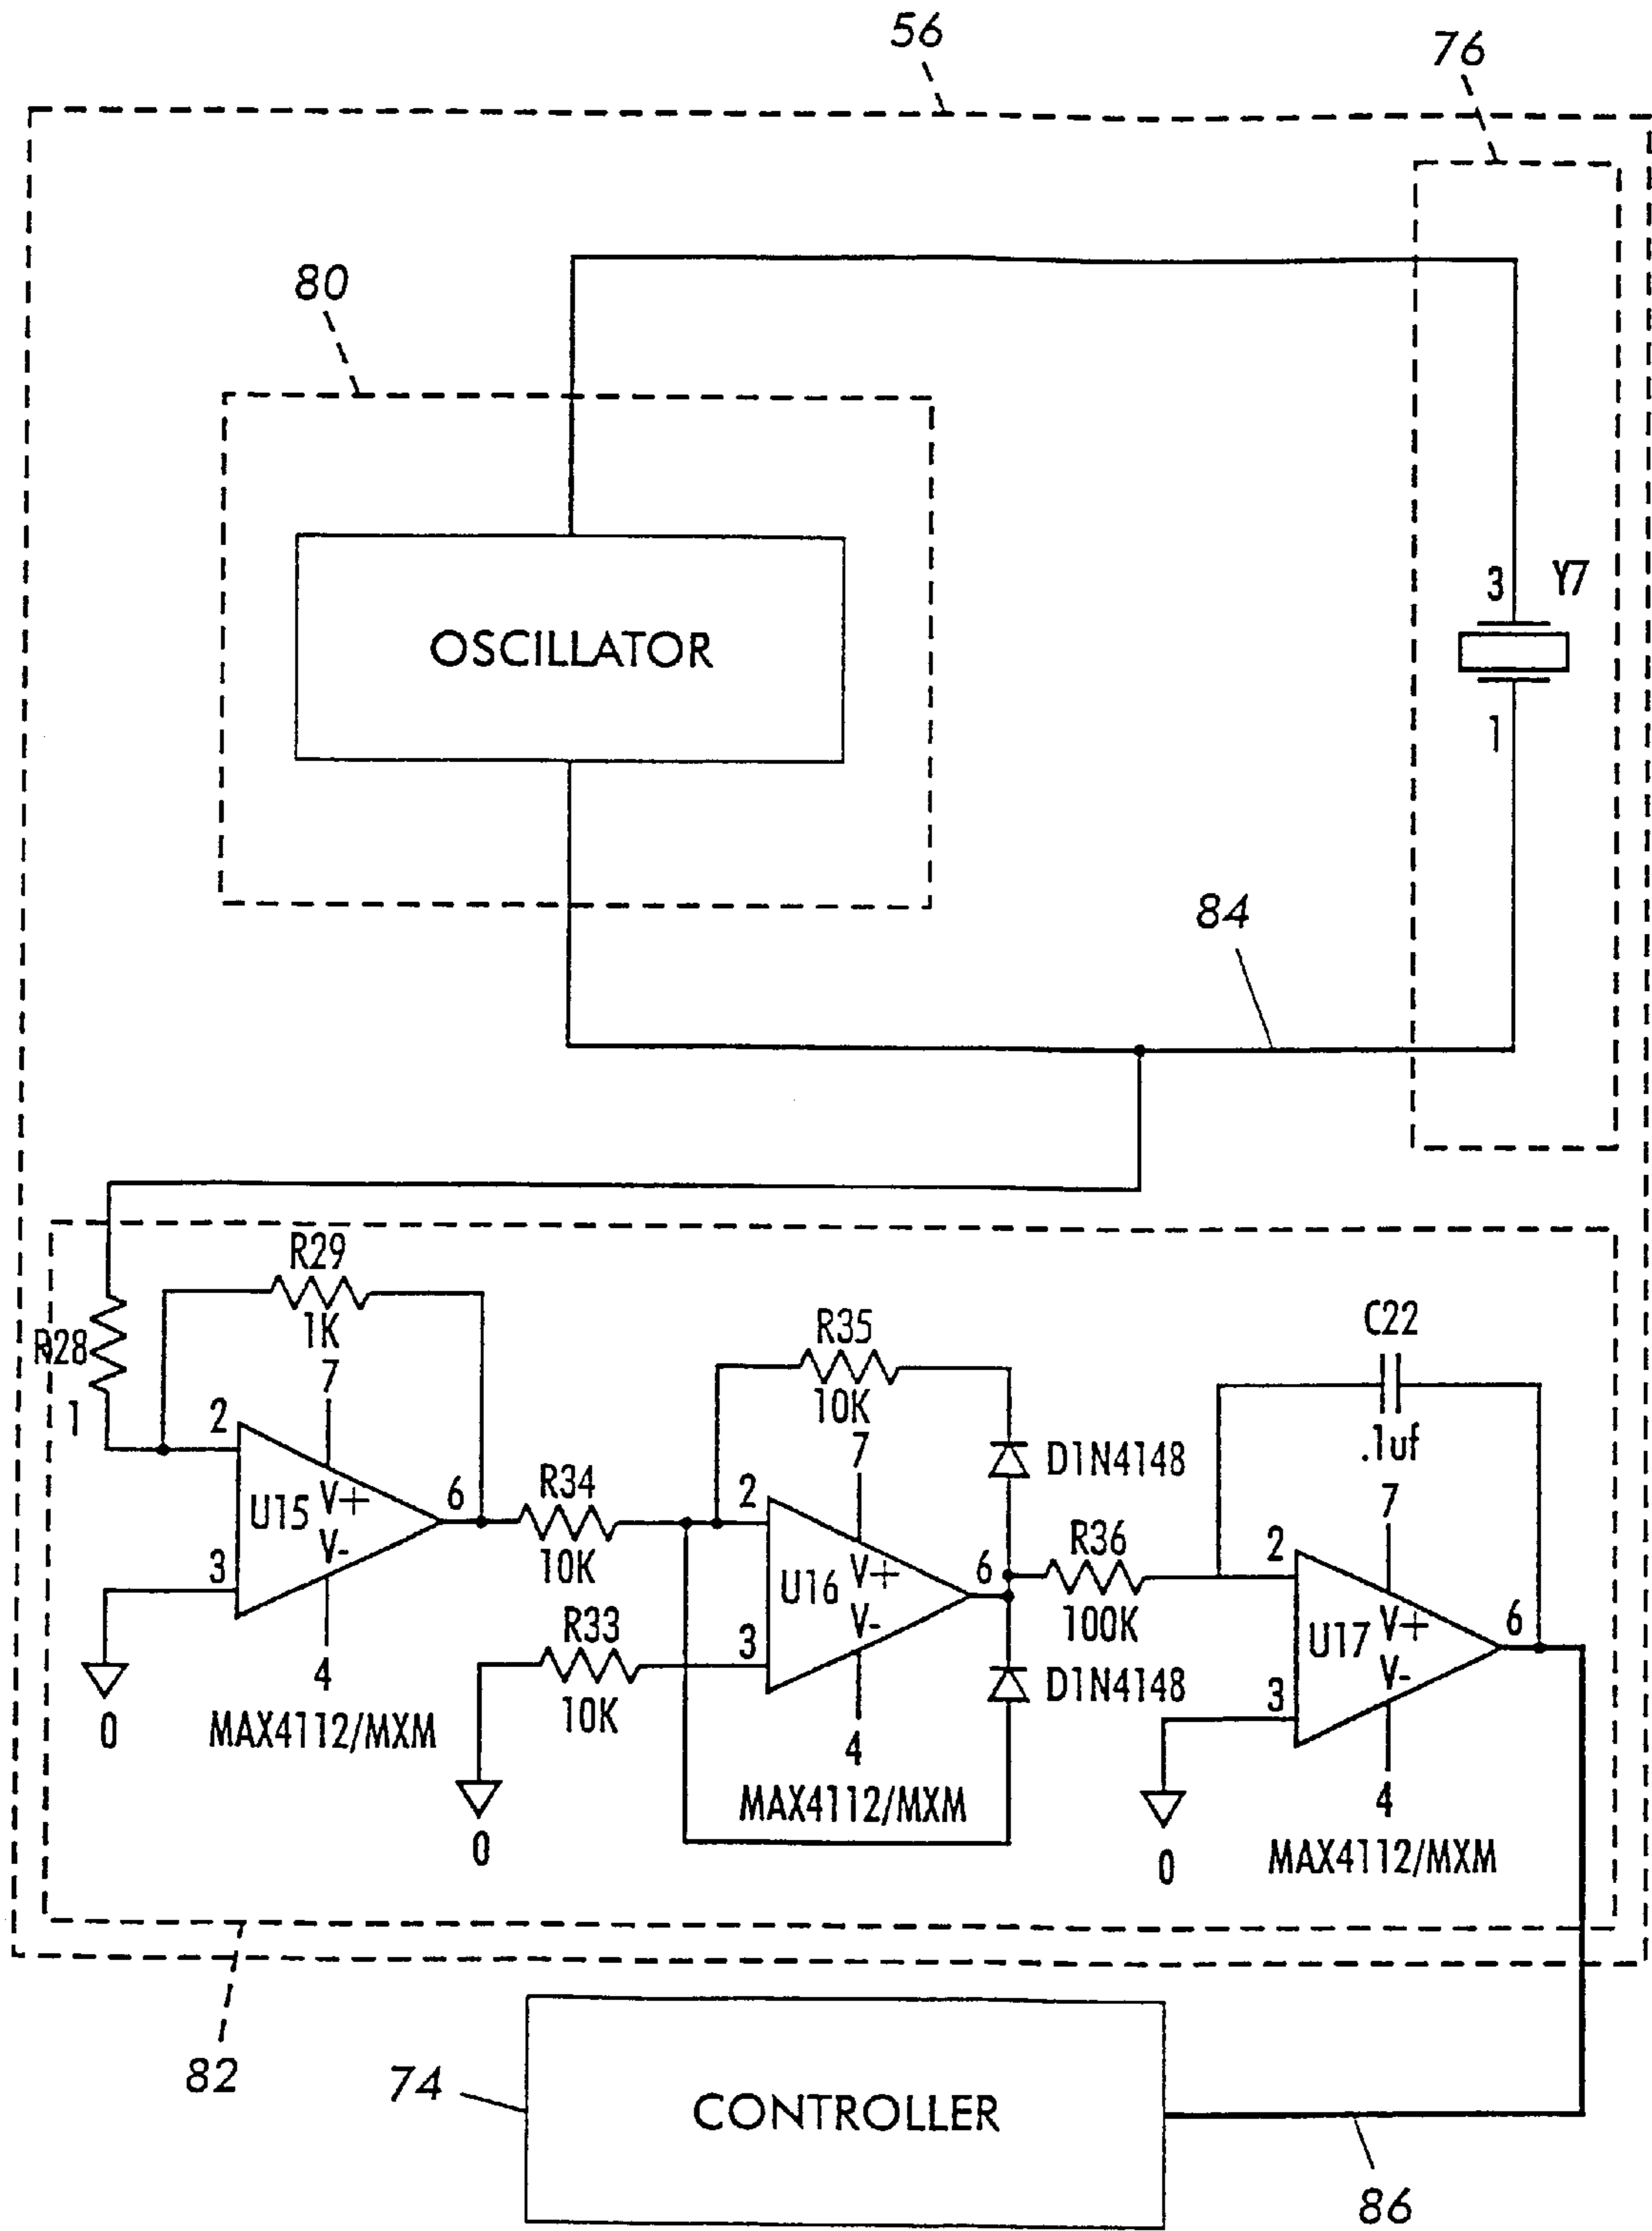 56
76
80
OSCILLATOR
3
Y7
1
84
R29
1K
R28
1
7
2
V+
U15
V-
6
3
4
0
MAX4112/MXM
R34
10K
R33
10K
0
R35
10K
7
2
V+
U16
V-
6
3
4
MAX4112/MXM
D1N4148
D1N4148
R36
100K
C22
.1uf
7
2
V+
U17
V-
6
3
4
0
MAX4112/MXM
82
74
CONTROLLER
86